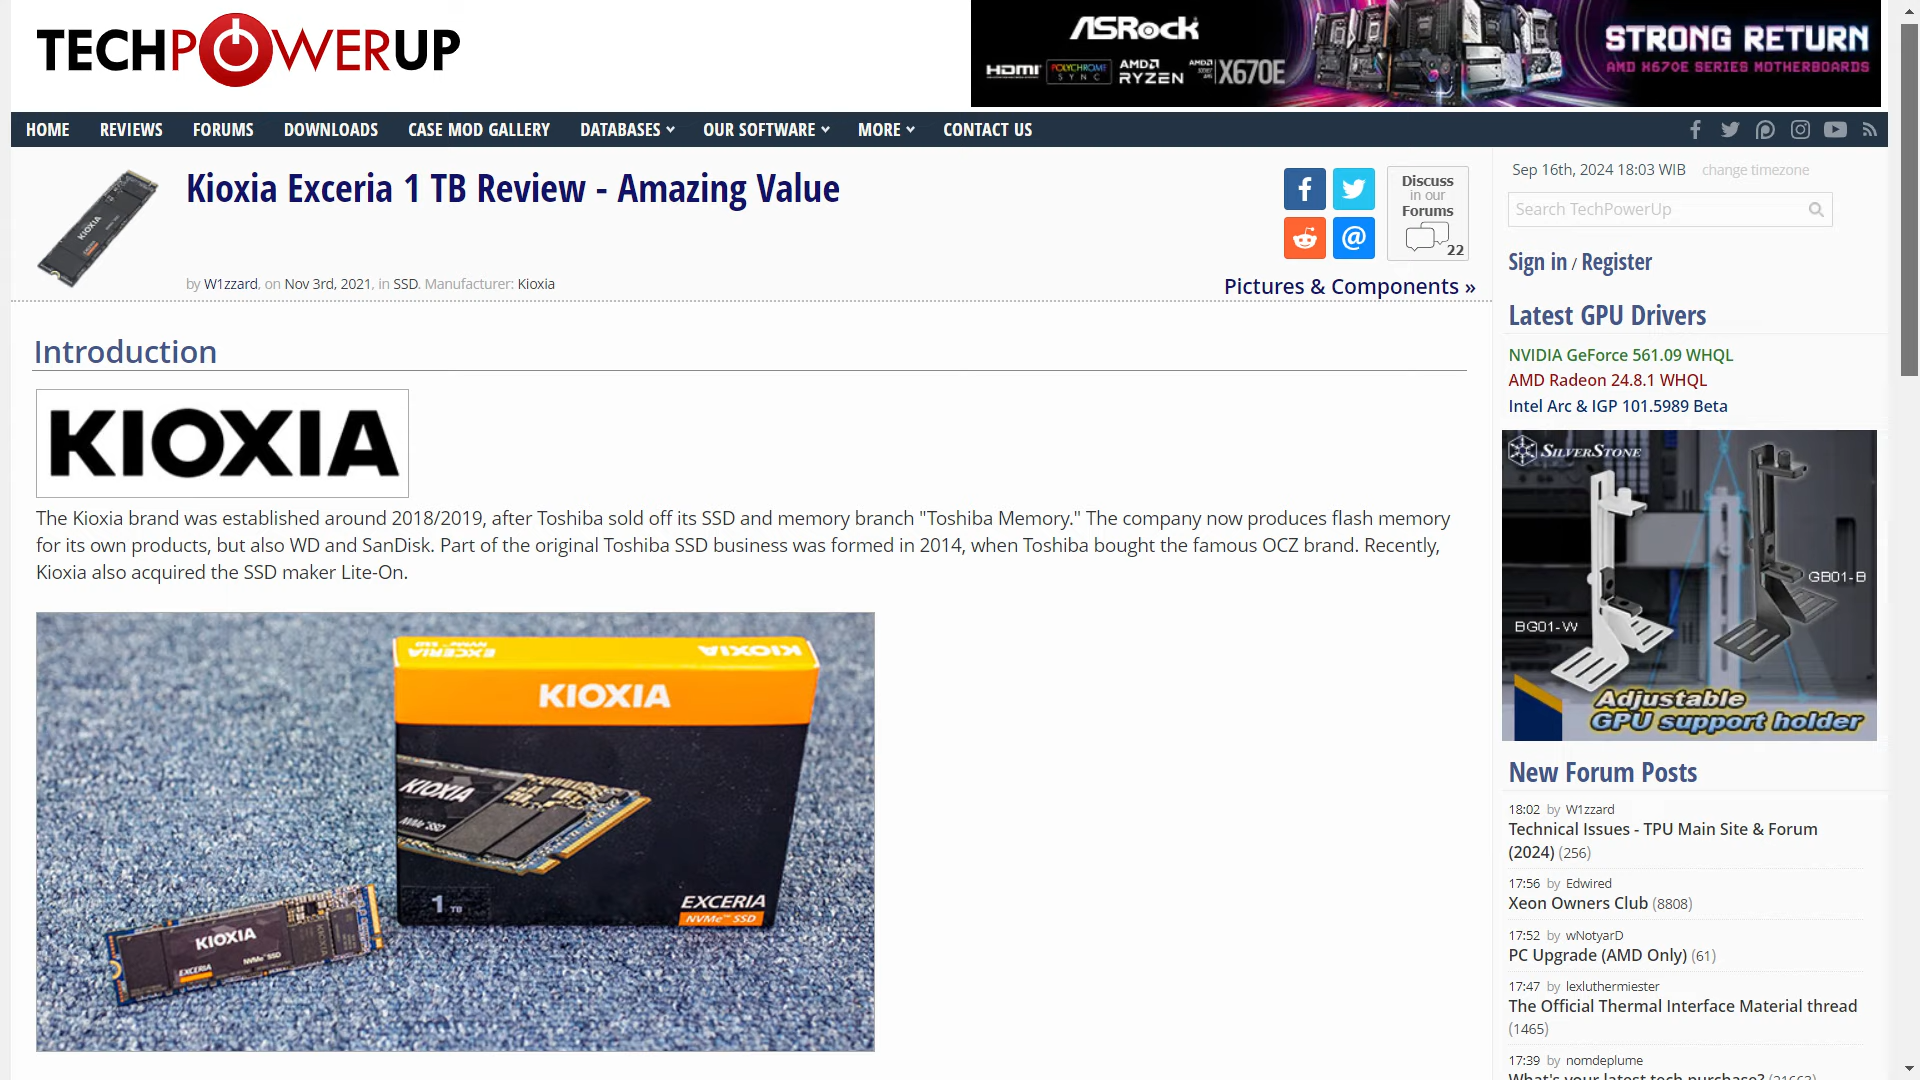 TECHPOWERUP
ASRock
HDMI POLYCHROME SYNC AMD RYZEN AMD X670E
STRONG RETURN
AMD X670E SERIES MOTHERBOARDS
HOME REVIEWS FORUMS DOWNLOADS CASE MOD GALLERY DATABASES OUR SOFTWARE MORE CONTACT US
Kioxia Exceria 1 TB Review - Amazing Value
by W1zzard, on Nov 3rd, 2021, in SSD. Manufacturer: Kioxia
Discuss
in our
Forums
22
Pictures & Components »
Sep 16th, 2024 18:03 WIB change timezone
Search TechPowerUp
Sign in / Register
Latest GPU Drivers
NVIDIA GeForce 561.09 WHQL
AMD Radeon 24.8.1 WHQL
Intel Arc & IGP 101.5989 Beta
SILVERSTONE
GB01-B
BG01-W
Adjustable
GPU support holder
New Forum Posts
18:02 by W1zzard
Technical Issues - TPU Main Site & Forum
(2024) (256)
17:56 by Edwired
Xeon Owners Club (8808)
17:52 by wNotyarD
PC Upgrade (AMD Only) (61)
17:47 by lexluthermiester
The Official Thermal Interface Material thread
(1465)
17:39 by nomdeplume
What's your latest tech purchase? (21663)
Introduction
KIOXIA
The Kioxia brand was established around 2018/2019, after Toshiba sold off its SSD and memory branch "Toshiba Memory." The company now produces flash memory
for its own products, but also WD and SanDisk. Part of the original Toshiba SSD business was formed in 2014, when Toshiba bought the famous OCZ brand. Recently,
Kioxia also acquired the SSD maker Lite-On.
EXCERIA
NVMe™ SSD
KIOXIA
KIOXIA
KIOXIA
NVMe™ SSD
1 TB
EXCERIA
NVMe™ SSD
KIOXIA
EXCERIA
NVMe™ SSD
KIOXIA